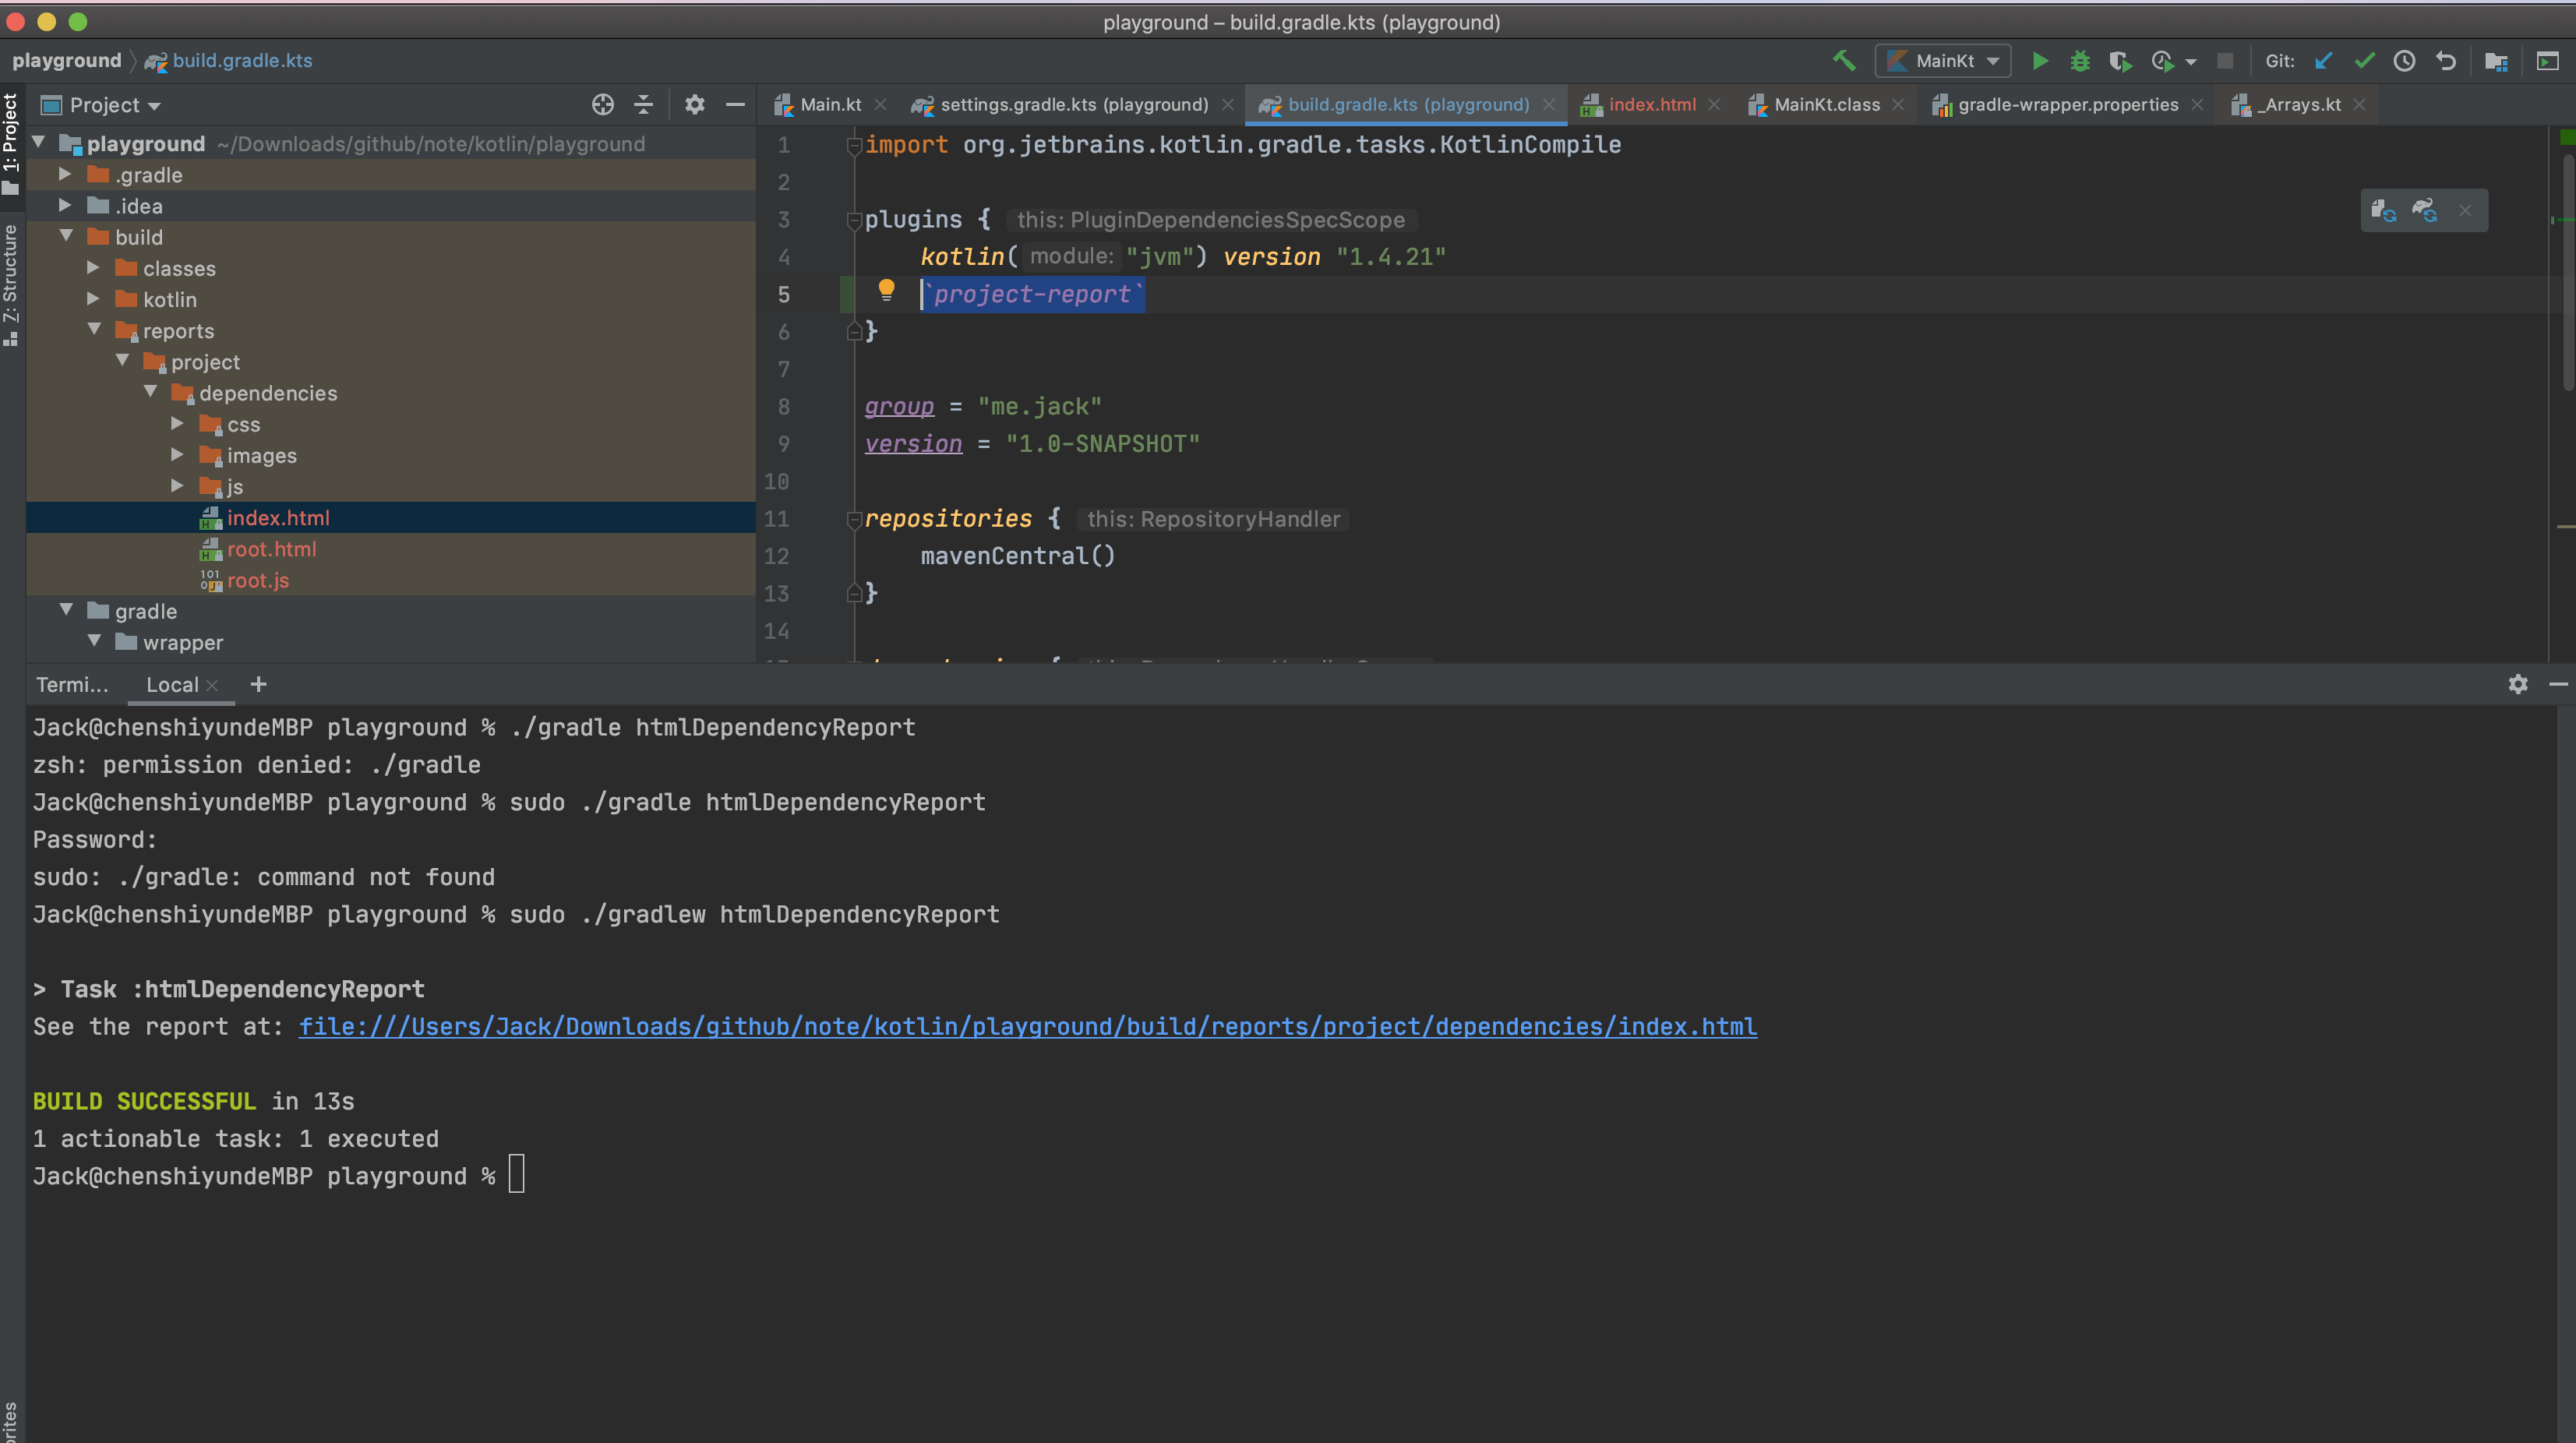 playground – build.gradle.kts (playground)
playground build.gradle.kts
MainKt
Git:
1: Project
Z: Structure
Project
Main.kt
settings.gradle.kts (playground)
build.gradle.kts (playground)
index.html
MainKt.class
gradle-wrapper.properties
_Arrays.kt
playground ~/Downloads/github/note/kotlin/playground
.gradle
.idea
build
classes
kotlin
reports
project
dependencies
css
images
js
index.html
root.html
root.js
gradle
wrapper
1 import org.jetbrains.kotlin.gradle.tasks.KotlinCompile
2
3 plugins { this: PluginDependenciesSpecScope
4 kotlin( module: "jvm") version "1.4.21"
5 `project-report`
6 }
7
8 group = "me.jack"
9 version = "1.0-SNAPSHOT"
10
11 repositories { this: RepositoryHandler
12 mavenCentral()
13 }
14
Termi... Local
Jack@chenshiyundeMBP playground % ./gradle htmlDependencyReport
zsh: permission denied: ./gradle
Jack@chenshiyundeMBP playground % sudo ./gradle htmlDependencyReport
Password:
sudo: ./gradle: command not found
Jack@chenshiyundeMBP playground % sudo ./gradlew htmlDependencyReport
> Task :htmlDependencyReport
See the report at: file:///Users/Jack/Downloads/github/note/kotlin/playground/build/reports/project/dependencies/index.html
BUILD SUCCESSFUL in 13s
1 actionable task: 1 executed
Jack@chenshiyundeMBP playground %